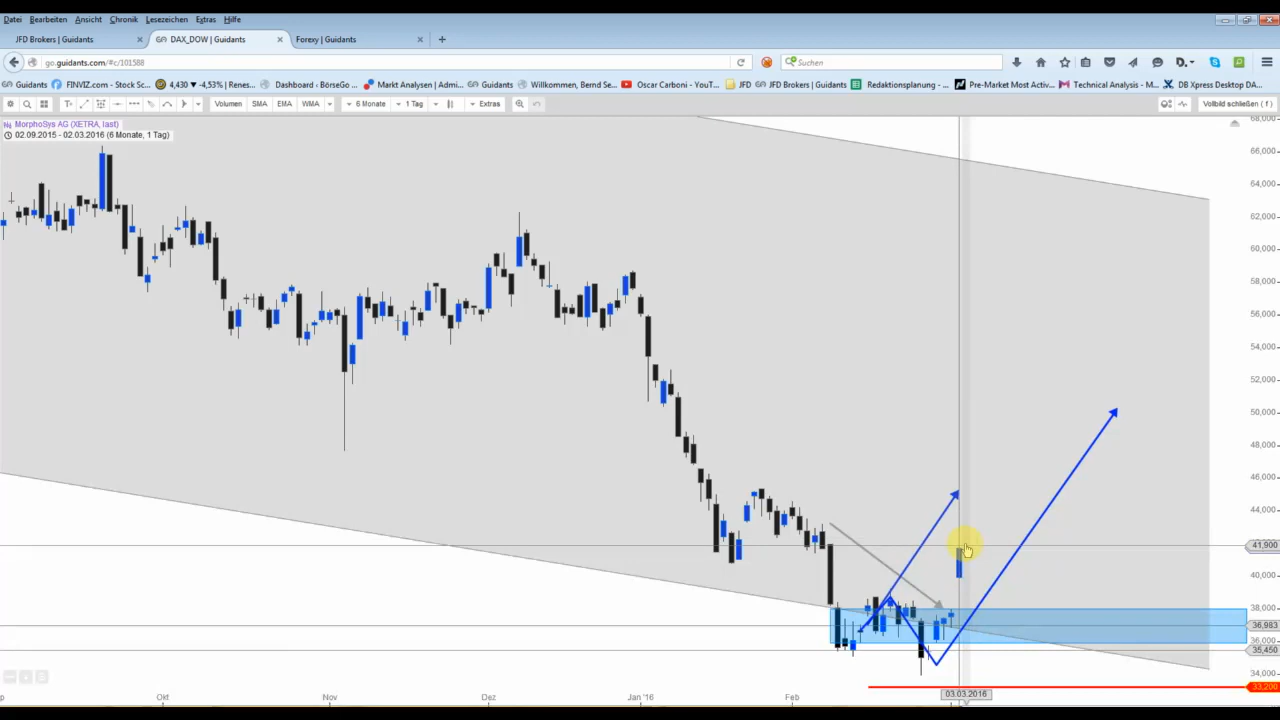 Datei Bearbeiten Ansicht Chronik Lesezeichen Extras Hilfe
JFD Brokers | Guidants × DAX_DOW | Guidants × Forexy | Guidants × +
go.guidants.com/#c/101588 Suchen
Guidants FINVIZ.com - Stock Sc... 4,430 ▼ -4,53% | Renes... Dashboard ‹ BörseGo ... Markt Analysen | Admi... Guidants Willkommen, Bernd Se... Oscar Carboni - YouT... JFD JFD Brokers | Guidants Redaktionsplanung - ... Pre-Market Most Activ... Technical Analysis - M... DB Xpress Desktop DA...
Volumen SMA EMA WMA 6 Monate 1 Tag Extras Vollbild schließen ( f )
MorphoSys AG (XETRA, last)
02.09.2015 - 02.03.2016 (6 Monate, 1 Tag)
68,000
66,000
64,000
62,000
60,000
58,000
56,000
54,000
52,000
50,000
48,000
46,000
44,000
41,900
40,000
38,000
36,983
36,000
35,450
34,000
33,200
Okt Nov Dez Jan '16 Feb 03.03.2016